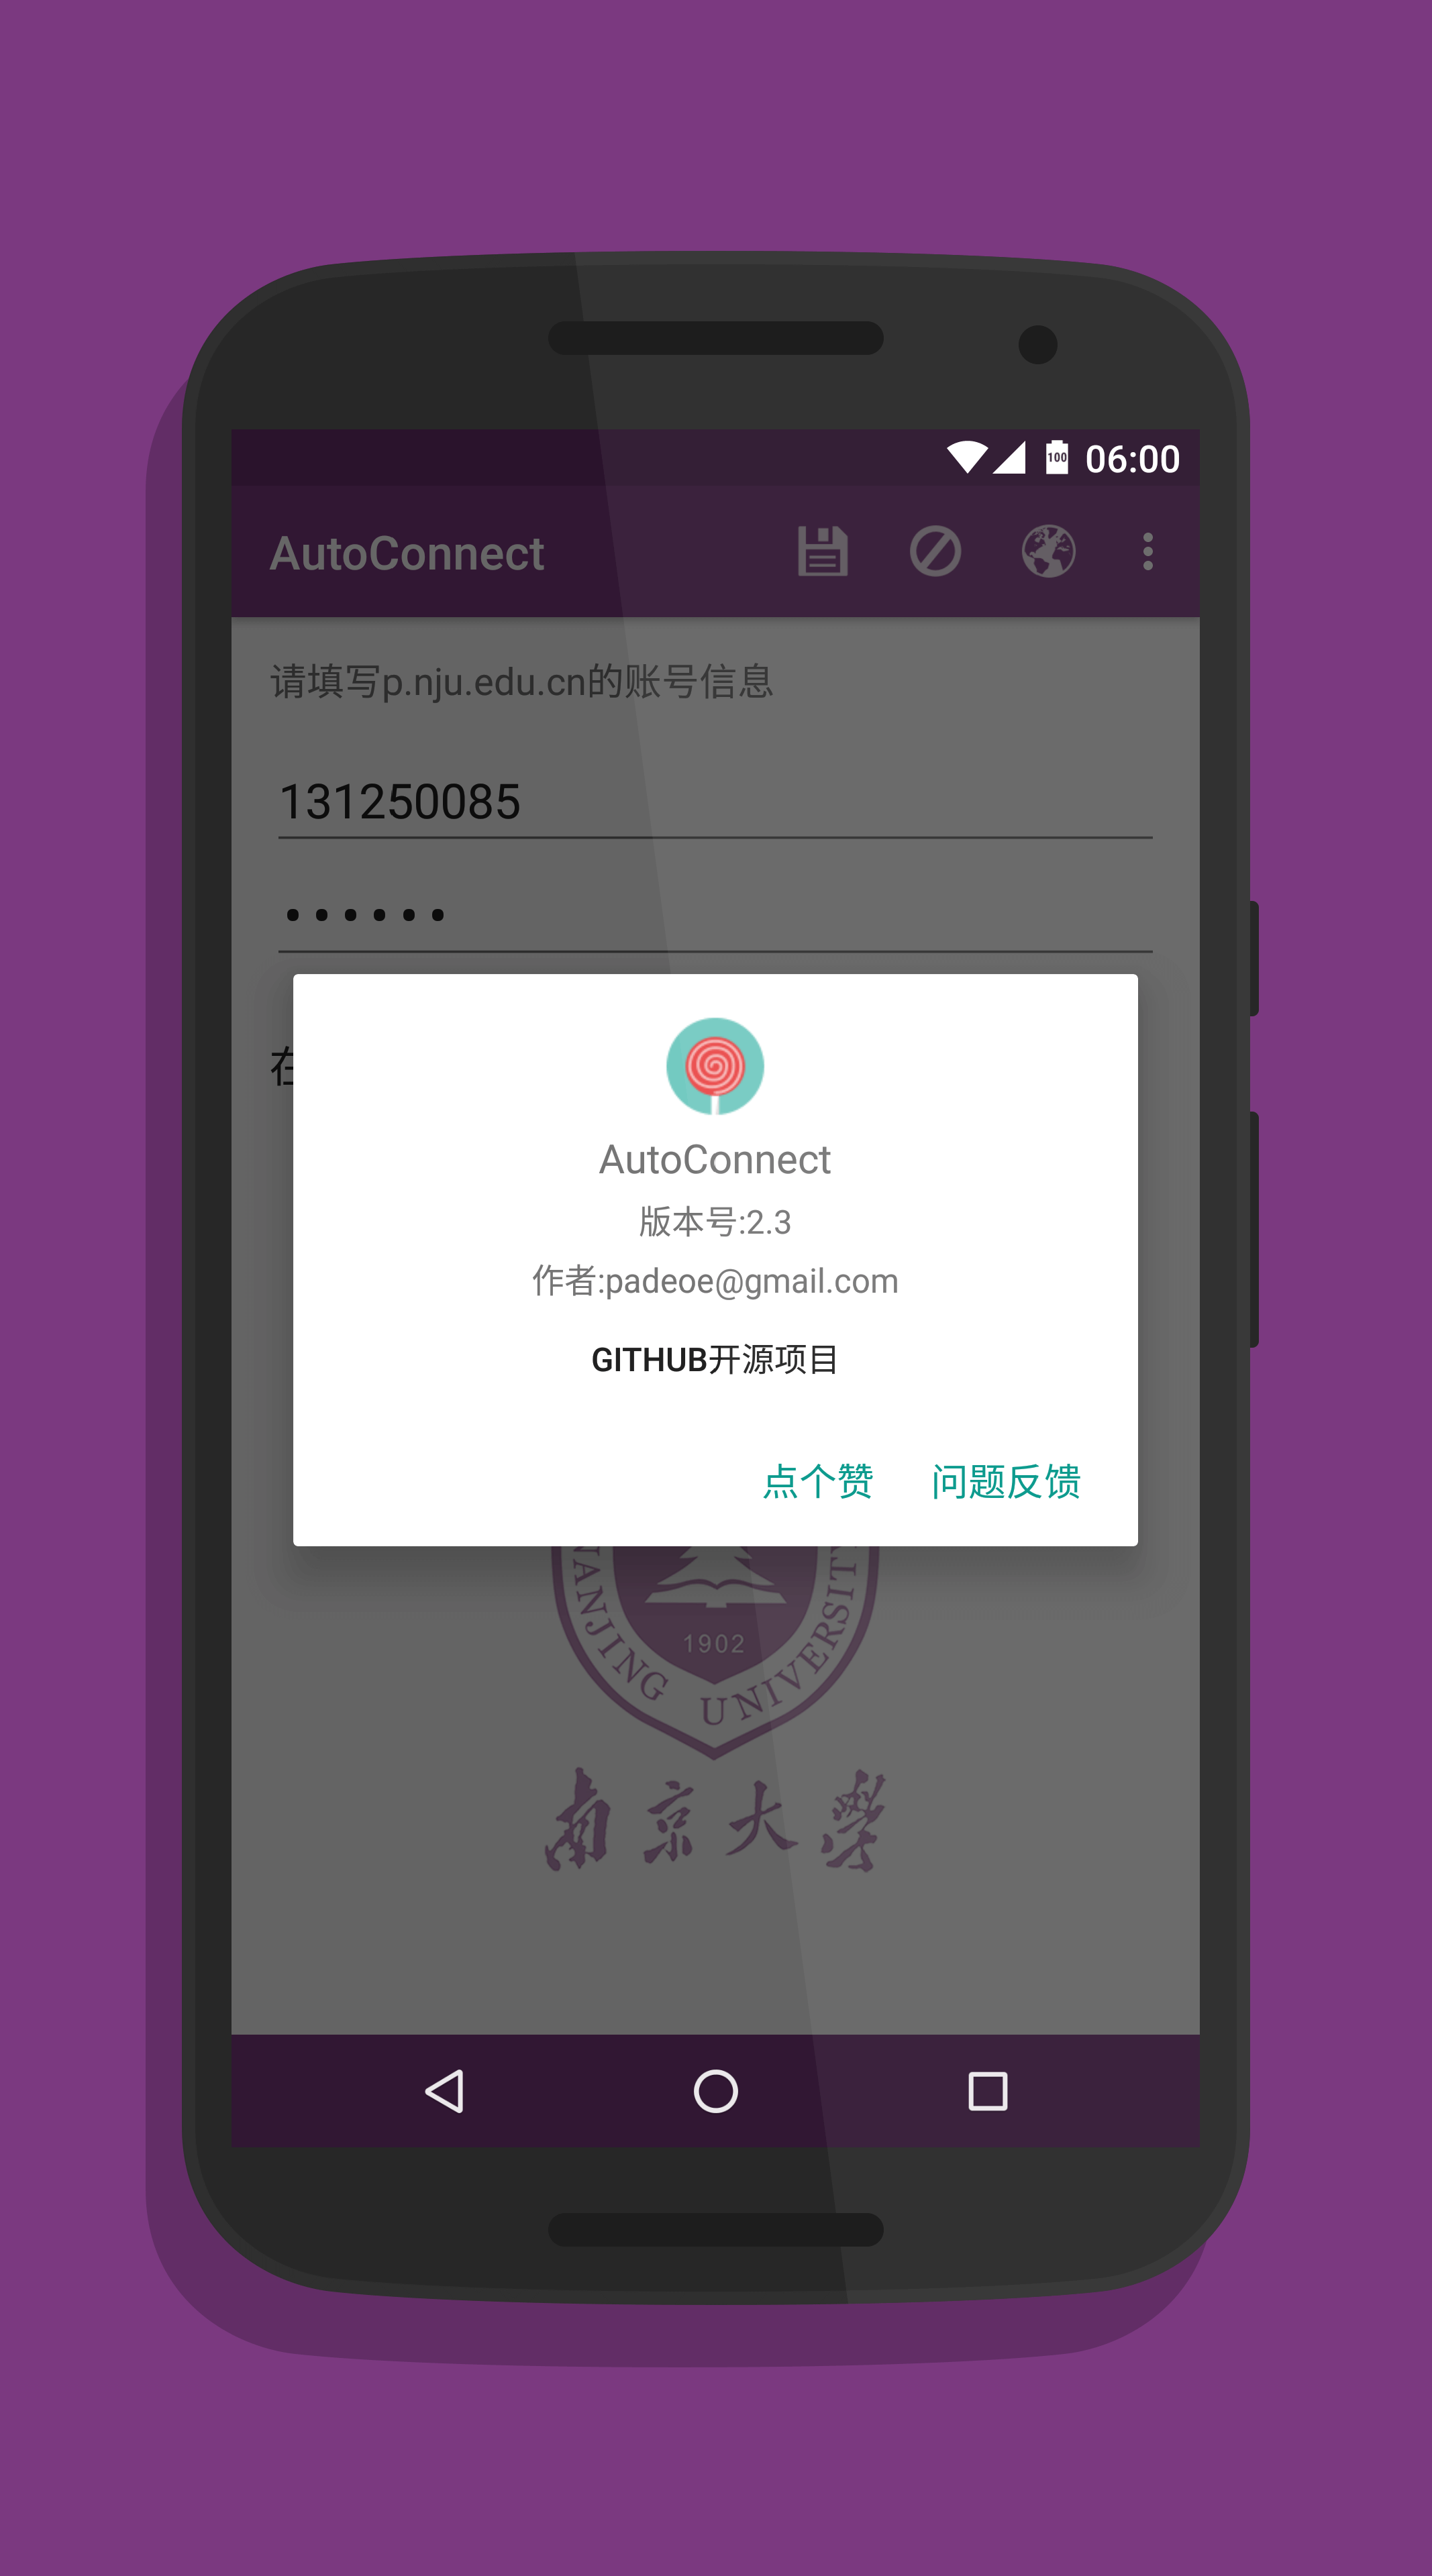 100 06:00
AutoConnect
请填写p.nju.edu.cn的账号信息
131250085
••••••
AutoConnect
版本号:2.3
作者:padeoe@gmail.com
GITHUB开源项目
点个赞 问题反馈
1902
NANJING UNIVERSITY
南京大學